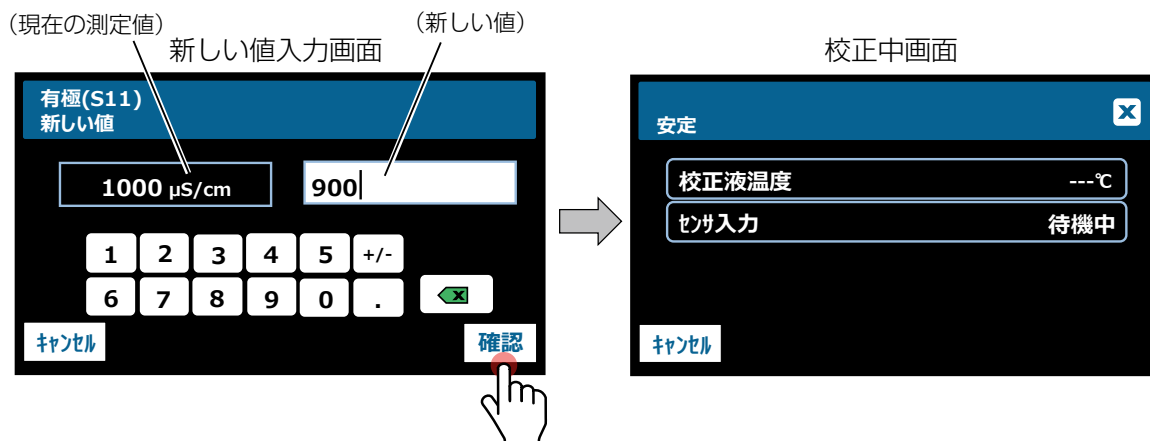 （現在の測定値）
（新しい値）
新しい値入力画面
有極(S11)
新しい値
1000 µS/cm
900
1 2 3 4 5 +/-
6 7 8 9 0 .
ｷｬﾝｾﾙ
確認
校正中画面
安定
校正液温度 ---℃
ｾﾝｻ入力 待機中
ｷｬﾝｾﾙ